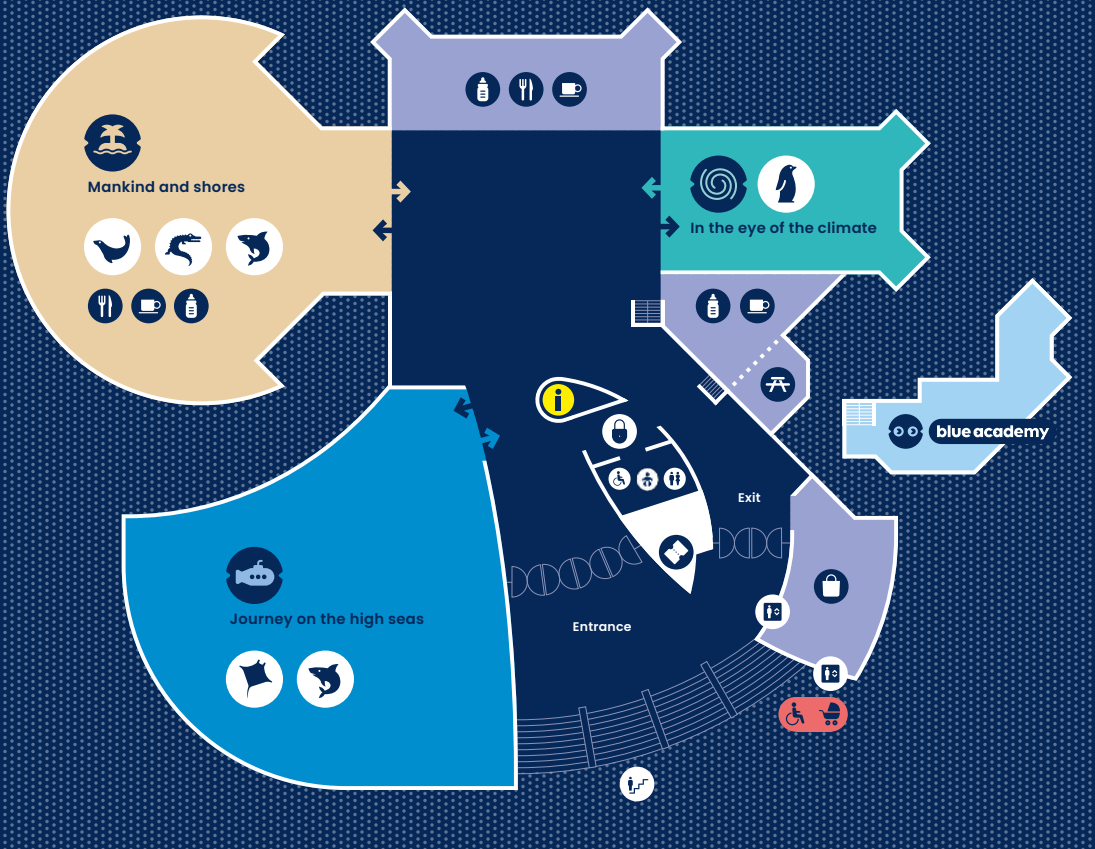 Mankind and shores
In the eye of the climate
i
blue academy
Exit
Journey on the high seas
Entrance